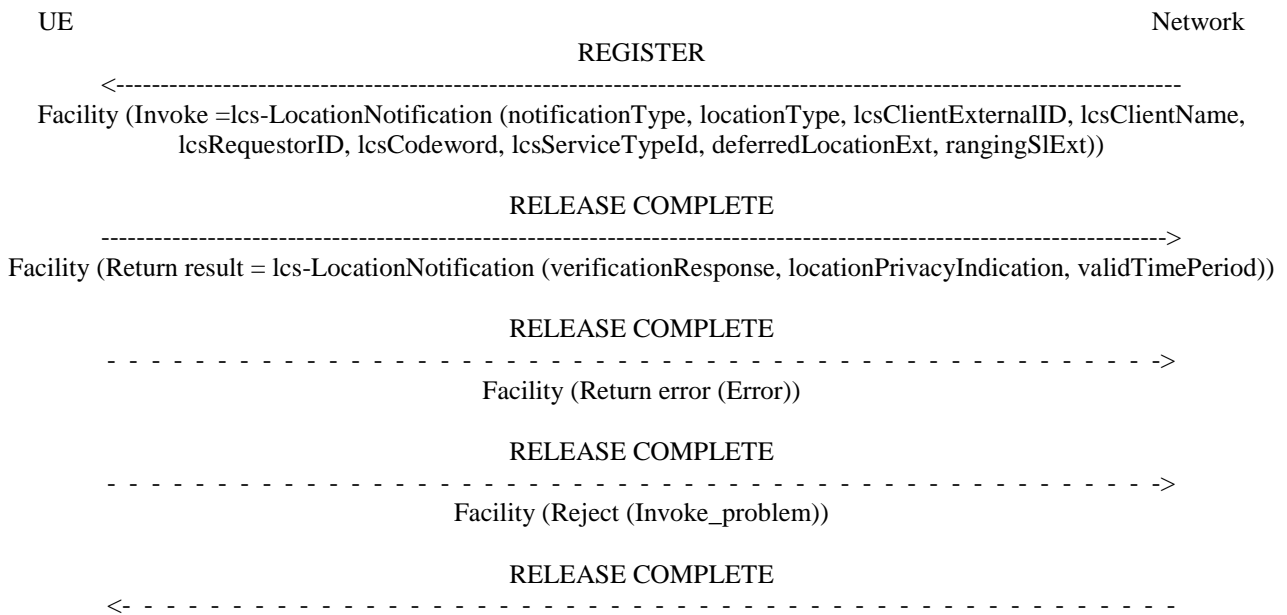 UE Network
REGISTER
<------------------------------------------------------------------------------------------------------------------------
Facility (Invoke =lcs-LocationNotification (notificationType, locationType, lcsClientExternalID, lcsClientName,
lcsRequestorID, lcsCodeword, lcsServiceTypeId, deferredLocationExt, rangingSlExt))
RELEASE COMPLETE
------------------------------------------------------------------------------------------------------------------------>
Facility (Return result = lcs-LocationNotification (verificationResponse, locationPrivacyIndication, validTimePeriod))
RELEASE COMPLETE
- - - - - - - - - - - - - - - - - - - - - - - - - - - - - - - - - - - - - - - - - - - - - - - ->
Facility (Return error (Error))
RELEASE COMPLETE
- - - - - - - - - - - - - - - - - - - - - - - - - - - - - - - - - - - - - - - - - - - - - - - ->
Facility (Reject (Invoke_problem))
RELEASE COMPLETE
<- - - - - - - - - - - - - - - - - - - - - - - - - - - - - - - - - - - - - - - - - - - - - - - -